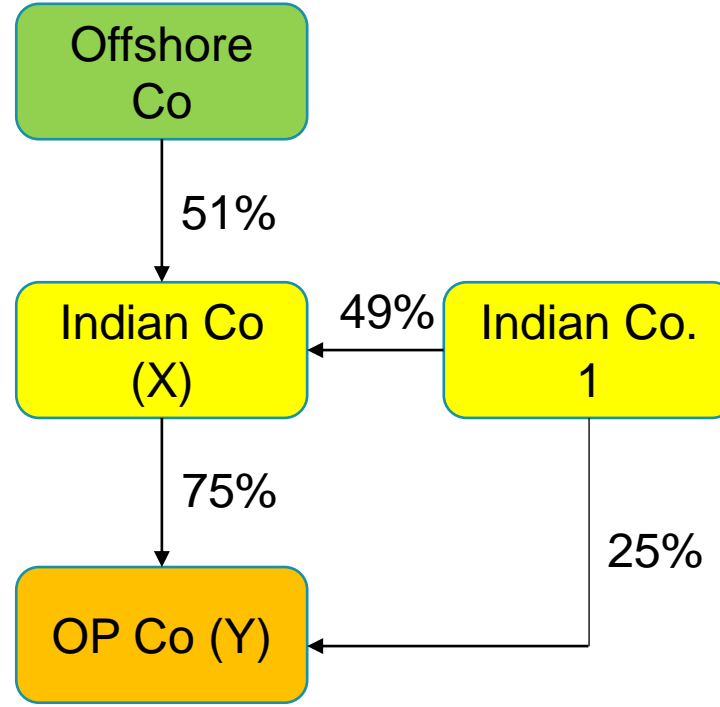 Offshore
Co
51%
Indian Co
(X)
49%
Indian Co.
1
75%
25%
OP Co (Y)